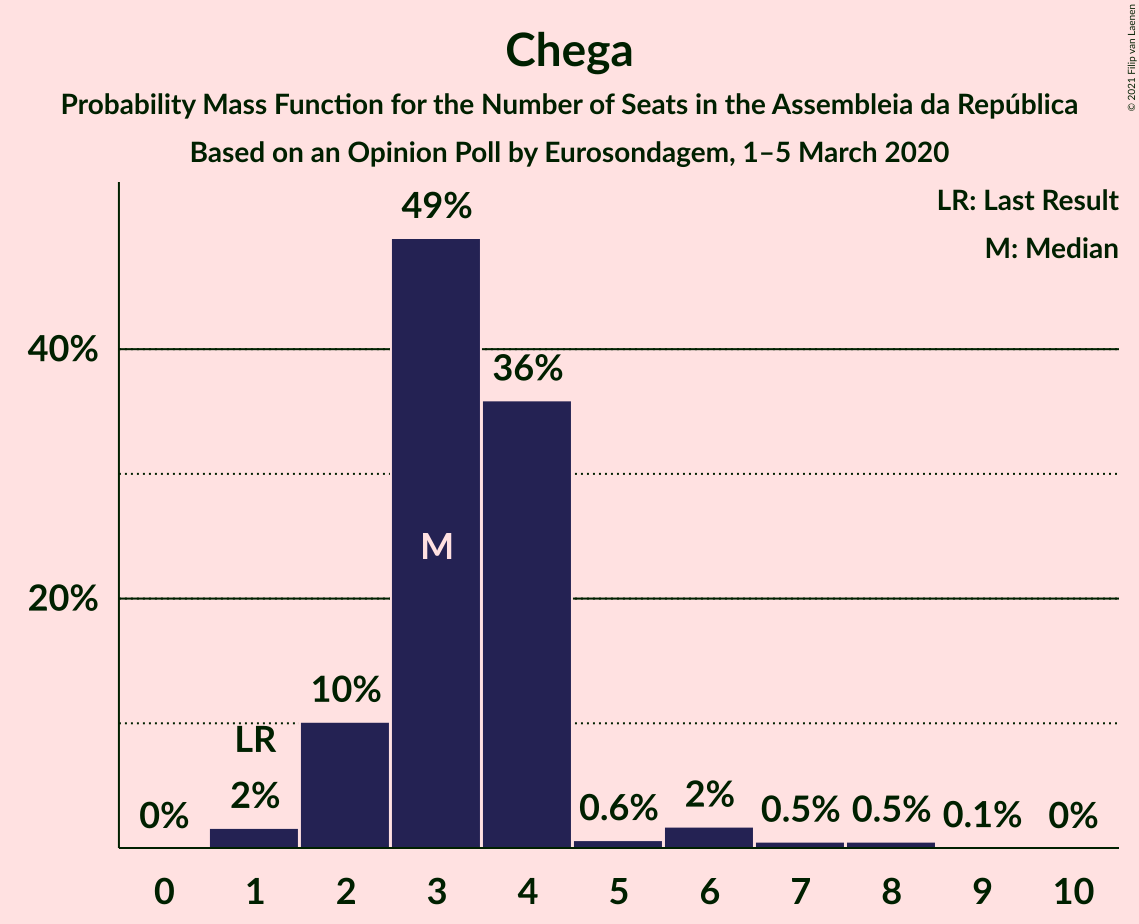 Chega
Probability Mass Function for the Number of Seats in the Assembleia da República
Based on an Opinion Poll by Eurosondagem, 1–5 March 2020
© 2021 Filip van Laenen
LR: Last Result
M: Median
49%
40%
36%
M
20%
10%
LR
0%
2%
0.6%
2%
0.5%
0.5%
0.1%
0%
0 1 2 3 4 5 6 7 8 9 10